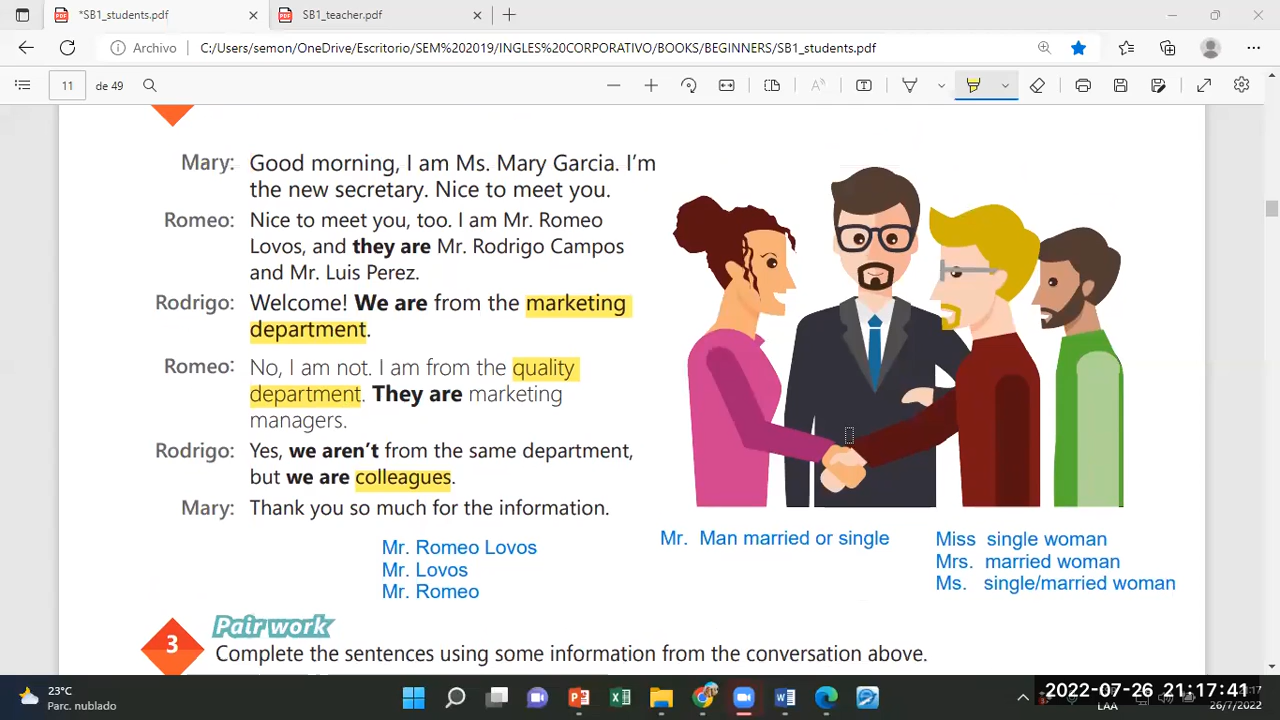 *SB1_students.pdf
SB1_teacher.pdf
Archivo
C:/Users/semon/OneDrive/Escritorio/SEM%202019/INGLES%20CORPORATIVO/BOOKS/BEGINNERS/SB1_students.pdf
11
de 49
Mary: Good morning, I am Ms. Mary Garcia. I'm
the new secretary. Nice to meet you.
Romeo: Nice to meet you, too. I am Mr. Romeo
Lovos, and they are Mr. Rodrigo Campos
and Mr. Luis Perez.
Rodrigo: Welcome! We are from the marketing
department.
Romeo: No, I am not. I am from the quality
department. They are marketing
managers.
Rodrigo: Yes, we aren't from the same department,
but we are colleagues.
Mary: Thank you so much for the information.
Mr. Romeo Lovos
Mr. Lovos
Mr. Romeo
Mr. Man married or single
Miss single woman
Mrs. married woman
Ms. single/married woman
3
Pair work
Complete the sentences using some information from the conversation above.
23°C
Parc. nublado
2022-07-26 21:17:41
LAA
26/7/2022